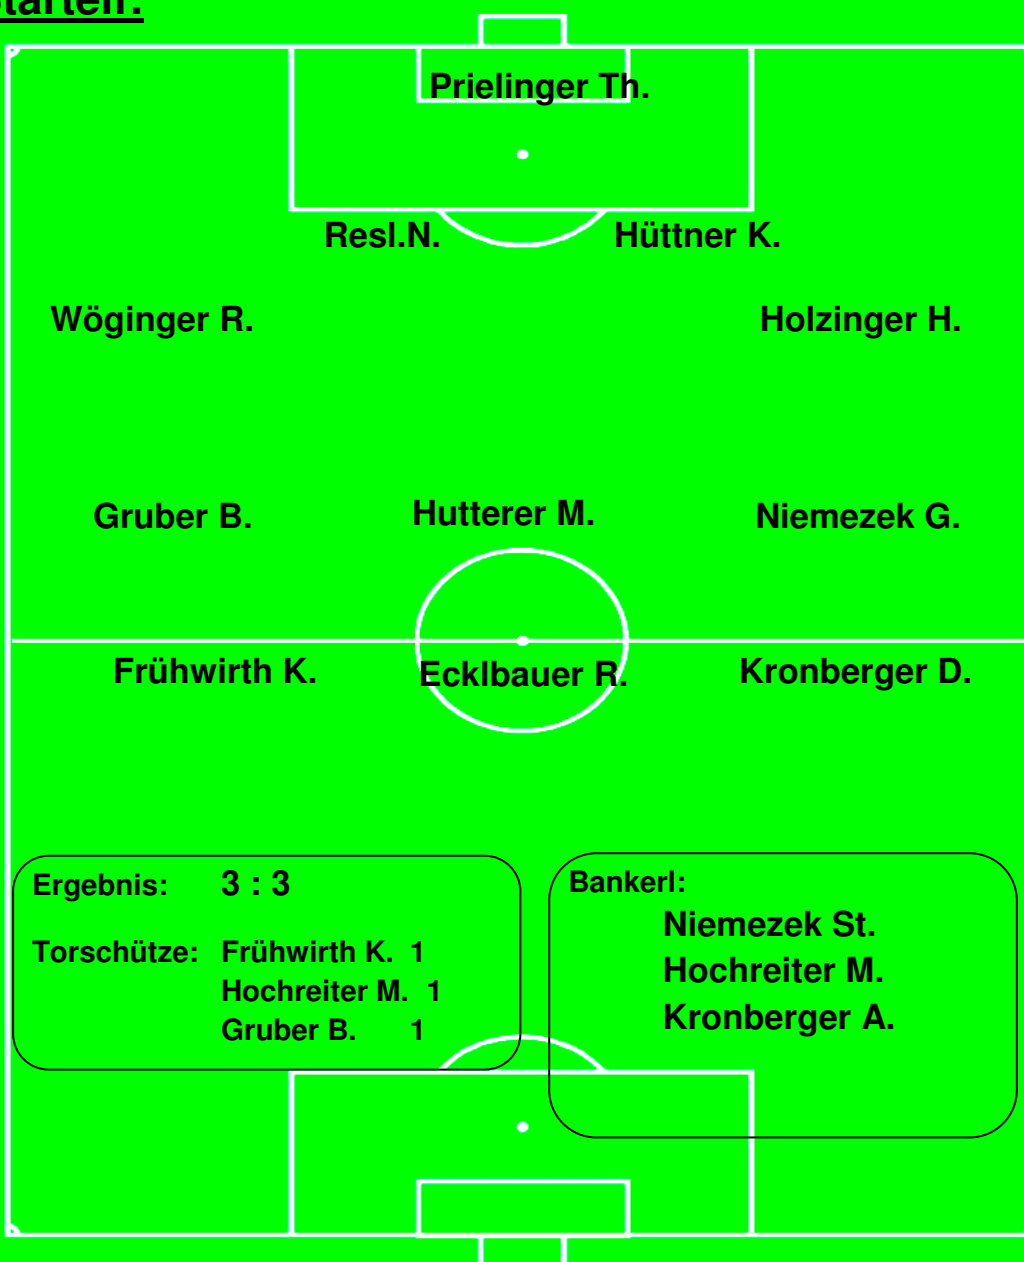 Startelf:
Prielinger Th.
Resl.N. Hüttner K.
Wöginger R. Holzinger H.
Gruber B. Hutterer M. Niemezek G.
Frühwirth K. Ecklbauer R. Kronberger D.
Ergebnis: 3 : 3
Torschütze: Frühwirth K. 1
Hochreiter M. 1
Gruber B. 1
Bankerl:
Niemezek St.
Hochreiter M.
Kronberger A.